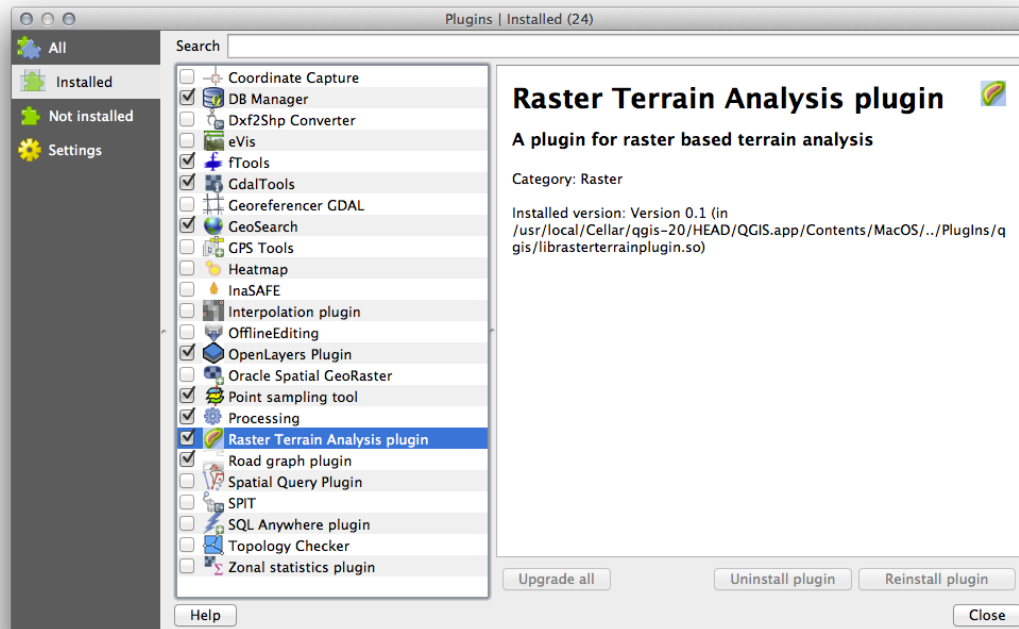 Plugins | Installed (24)
All
Installed
Not installed
Settings
Search
Coordinate Capture
DB Manager
Dxf2Shp Converter
eVis
fTools
GdalTools
Georeferencer GDAL
GeoSearch
GPS Tools
Heatmap
InaSAFE
Interpolation plugin
OfflineEditing
OpenLayers Plugin
Oracle Spatial GeoRaster
Point sampling tool
Processing
Raster Terrain Analysis plugin
Road graph plugin
Spatial Query Plugin
SPIT
SQL Anywhere plugin
Topology Checker
Zonal statistics plugin
Raster Terrain Analysis plugin
A plugin for raster based terrain analysis
Category: Raster
Installed version: Version 0.1 (in
/usr/local/Cellar/qgis-20/HEAD/QGIS.app/Contents/MacOS/../PlugIns/q
gis/librasterterrainplugin.so)
Upgrade all
Uninstall plugin
Reinstall plugin
Help
Close